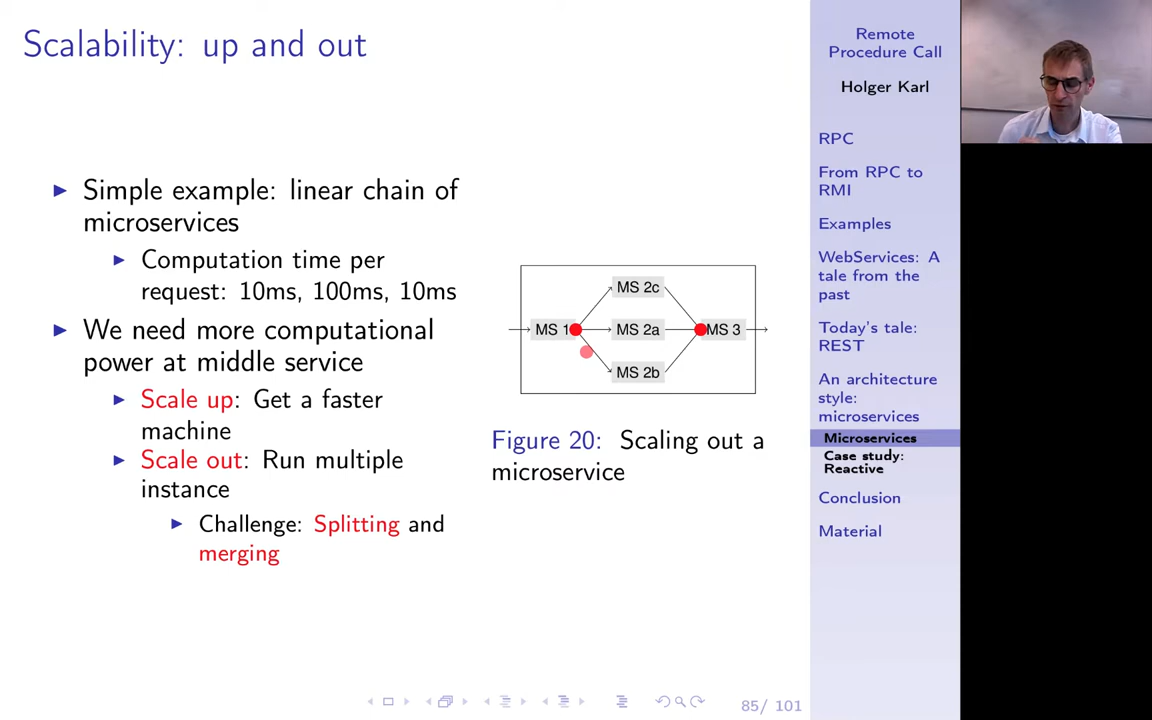 Scalability: up and out
Simple example: linear chain of
microservices
Computation time per
request: 10ms, 100ms, 10ms
We need more computational
power at middle service
Scale up: Get a faster
machine
Scale out: Run multiple
instance
Challenge: Splitting and
merging
MS 2c
MS 1
MS 2a
MS 3
MS 2b
Figure 20: Scaling out a
microservice
Remote
Procedure Call
Holger Karl
RPC
From RPC to
RMI
Examples
WebServices: A
tale from the
past
Today's tale:
REST
An architecture
style:
microservices
Microservices
Case study:
Reactive
Conclusion
Material
85/ 101